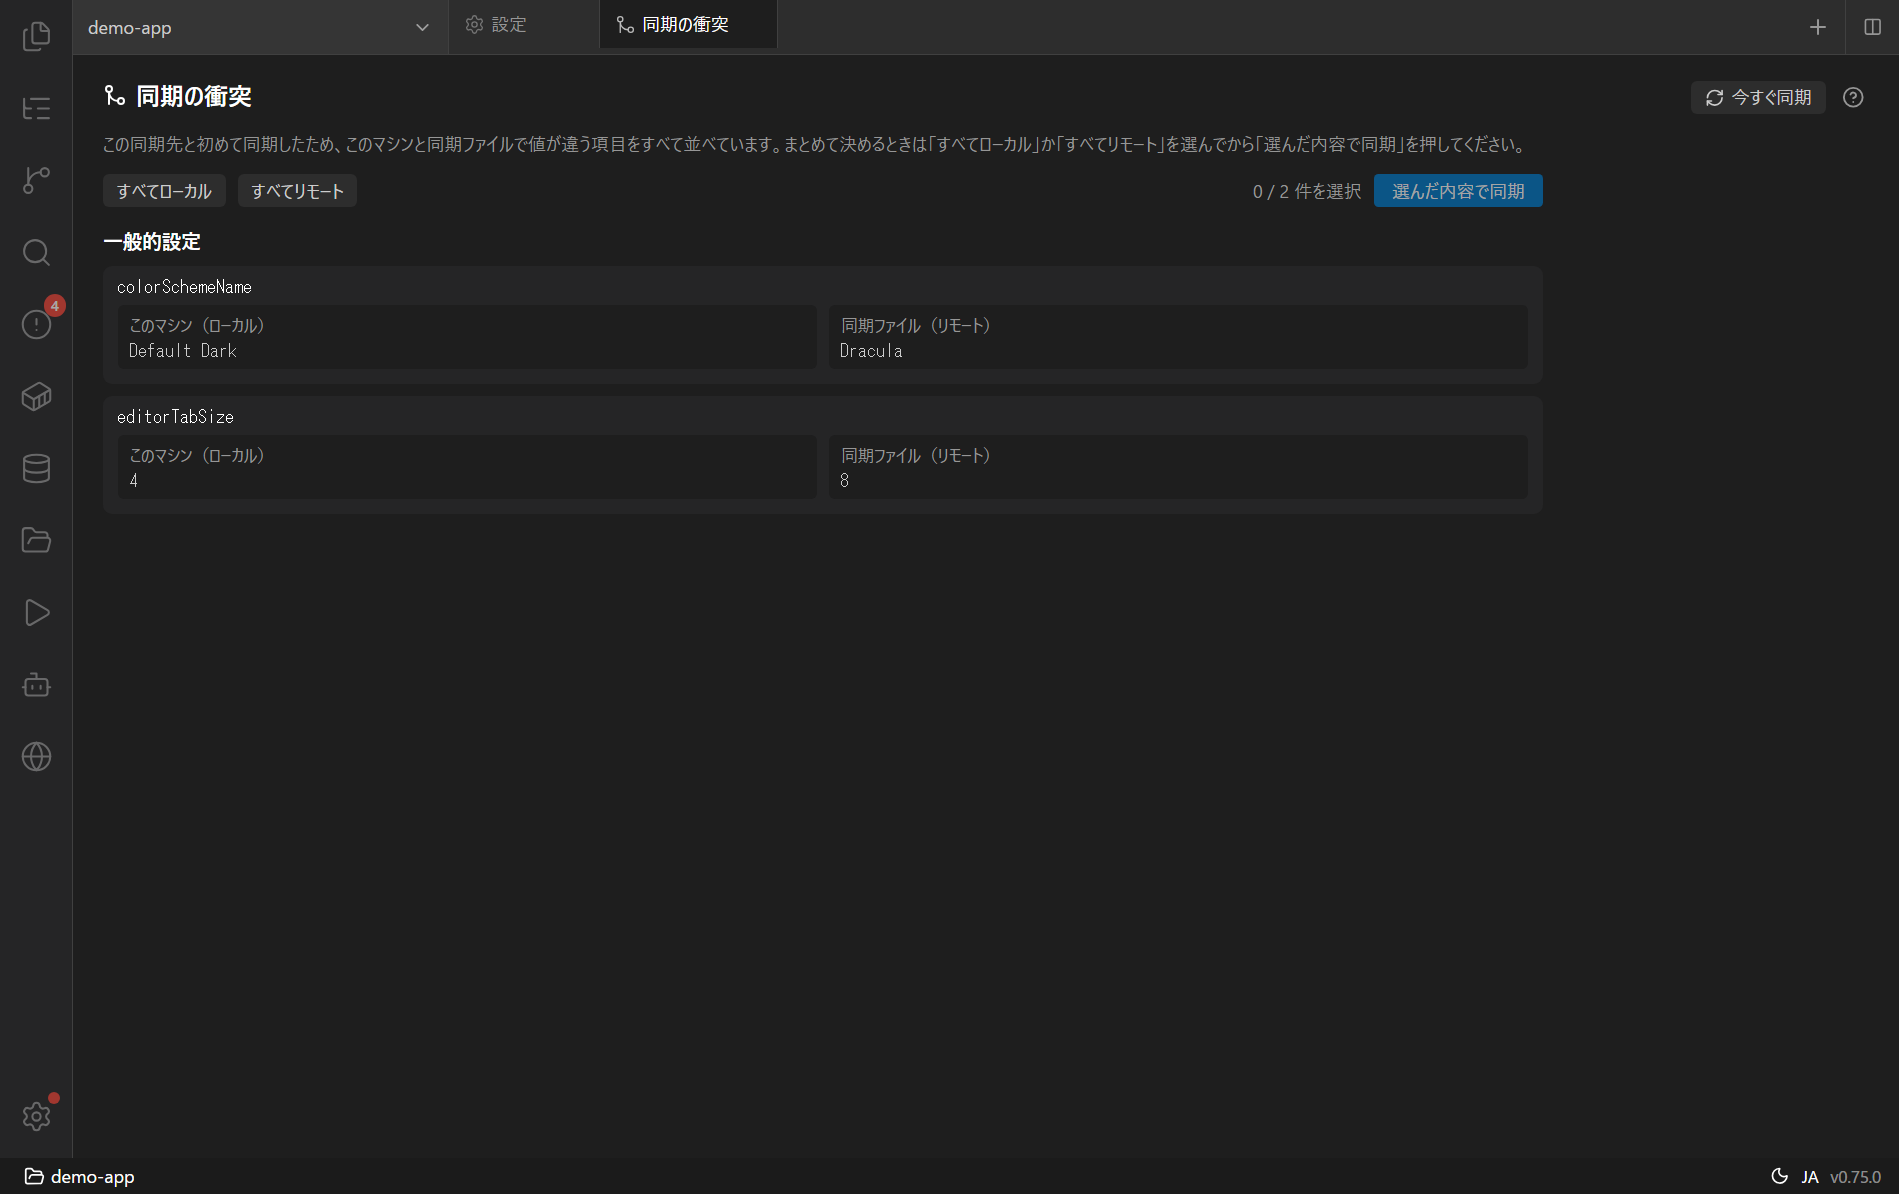 demo-app
設定
同期の衝突
同期の衝突
今すぐ同期
この同期先と初めて同期したため、このマシンと同期ファイルで値が違う項目をすべて並べています。まとめて決めるときは「すべてローカル」か「すべてリモート」を選んでから「選んだ内容で同期」を押してください。
すべてローカル
すべてリモート
0 / 2 件を選択
選んだ内容で同期
一般的設定
4
colorSchemeName
このマシン（ローカル）
Default Dark
同期ファイル（リモート）
Dracula
editorTabSize
このマシン（ローカル）
4
同期ファイル（リモート）
8
demo-app
JA
v0.75.0